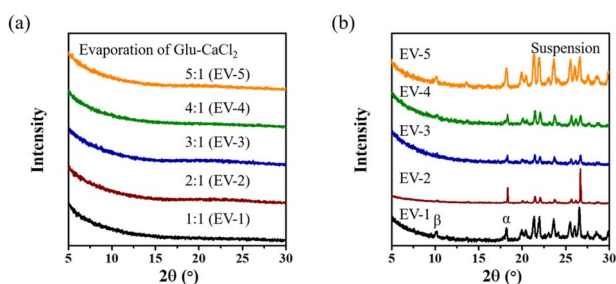 (a)
Evaporation of Glu-CaCl₂
5:1 (EV-5)
4:1 (EV-4)
3:1 (EV-3)
2:1 (EV-2)
1:1 (EV-1)
Intensity
5 10 15 20 25 30
2θ (°)
(b)
Suspension
EV-5
EV-4
EV-3
EV-2
EV-1
β
α
Intensity
5 10 15 20 25 30
2θ (°)